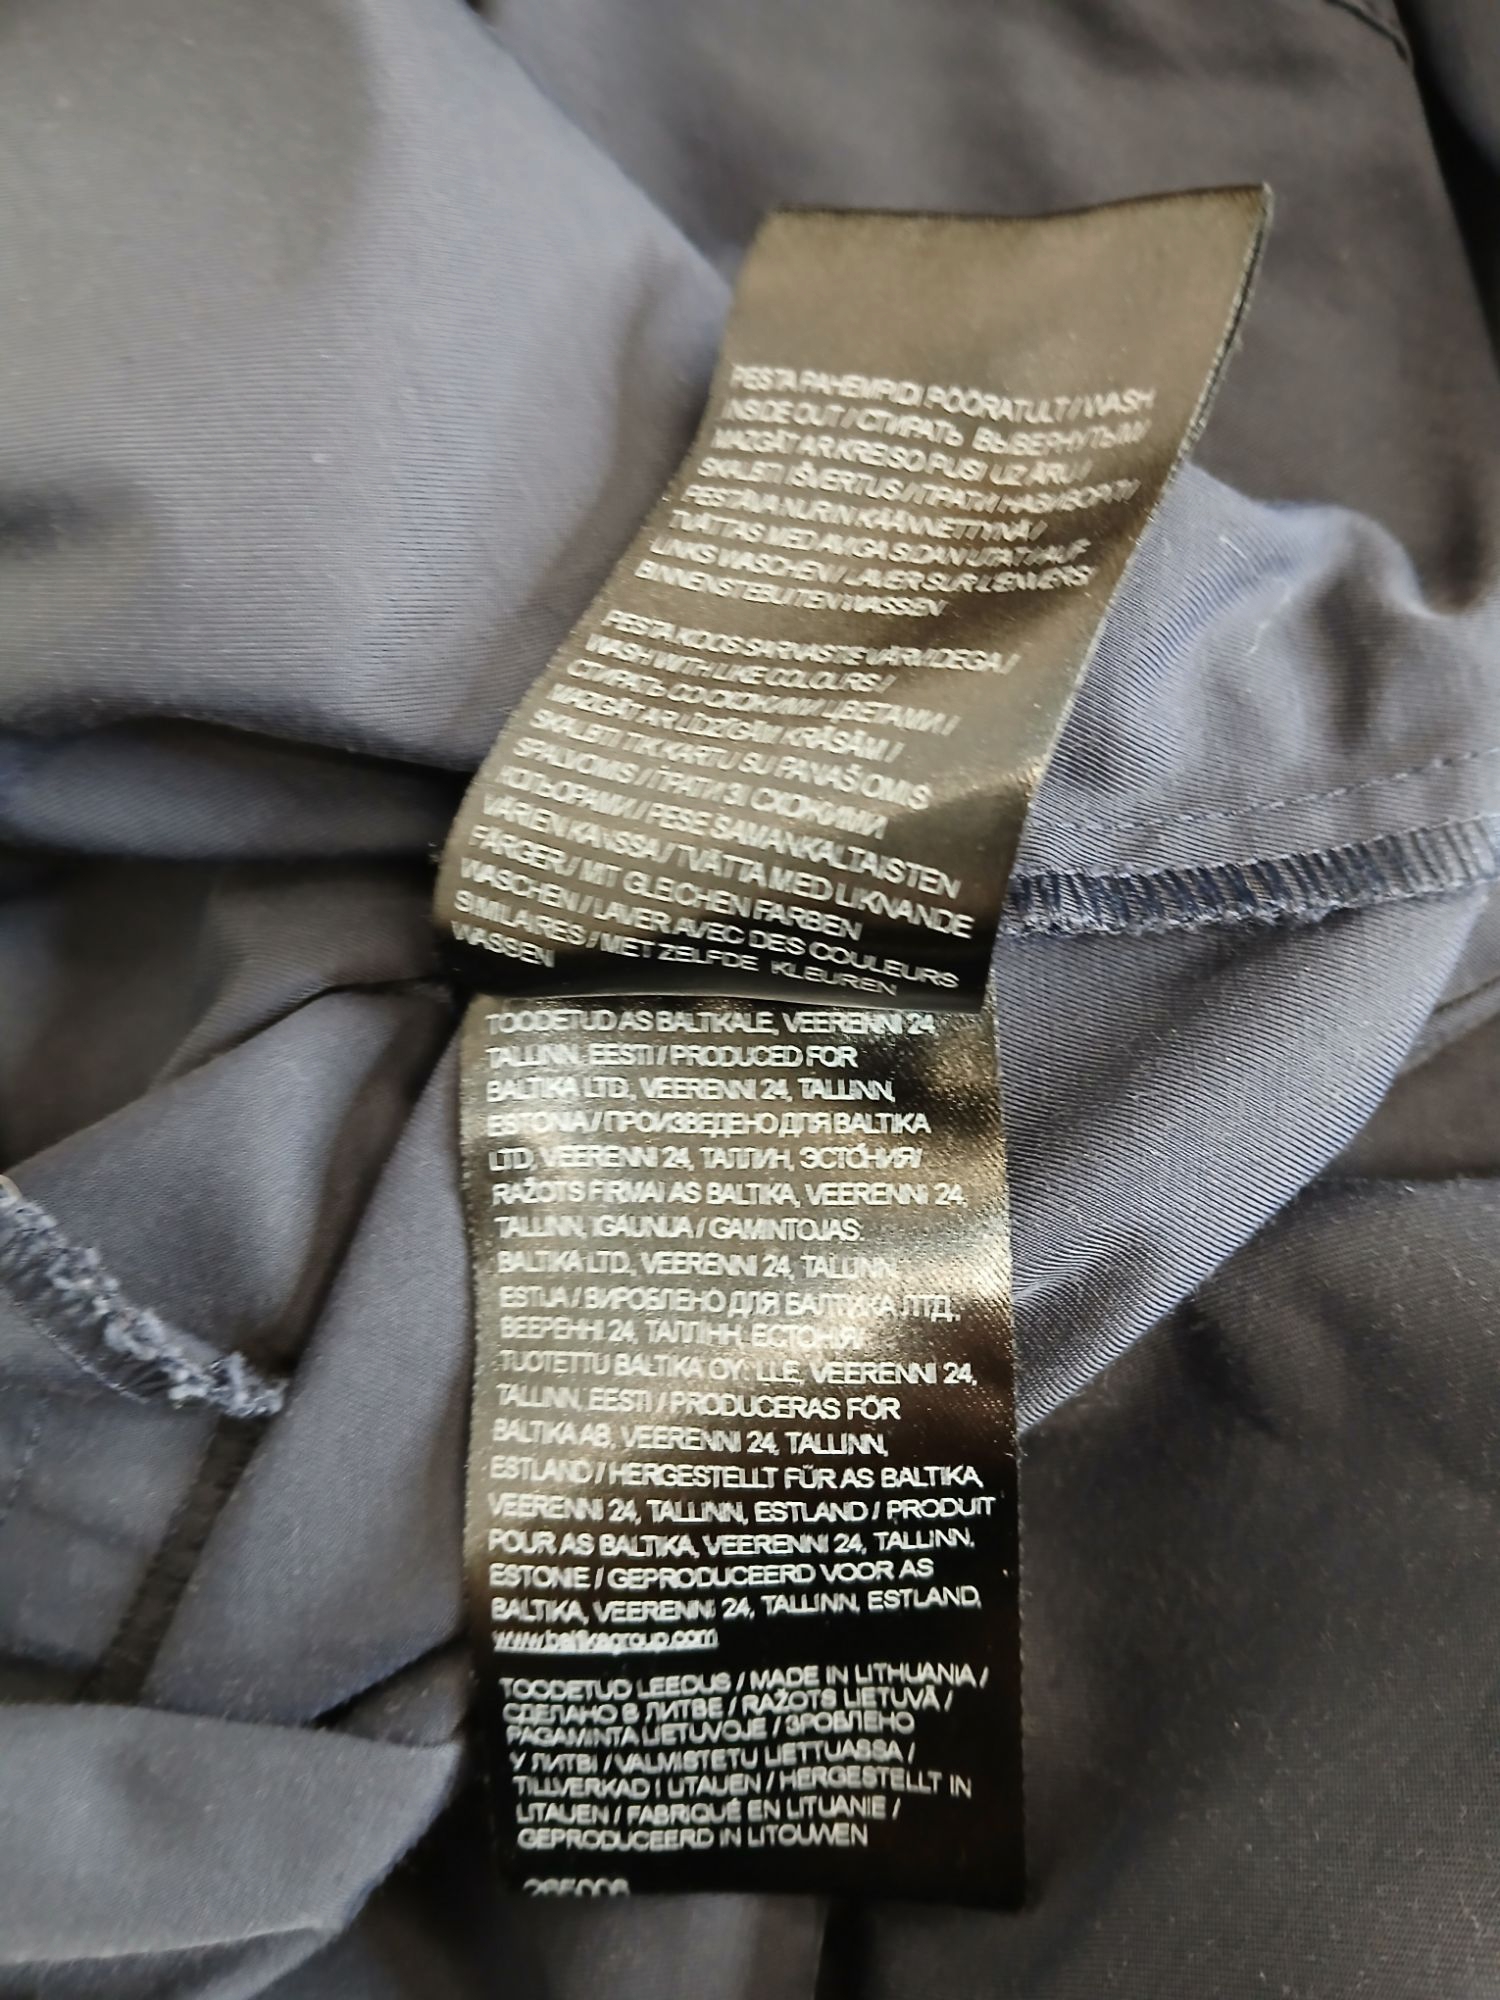 PESTA PAHEMPIDI PÖÖRATULT / WASH
INSIDE OUT / СТИРАТЬ ВЫВЕРНУТЫМ /
MAZGĀT AR KREISO PUSI UZ ĀRU /
SKALBTI IŠVERTUS / ПРАТИ НАВИВОРІТ /
PESTÄVÄ NURIN KÄÄNNETTYNÄ /
TVÄTTAS MED AVIGA SIDAN UTAT / AUF
LINKS WASCHEN / LAVER SUR L'ENVERS /
BINNENSTEBUITEN WASSEN
PESTA KOOS SARNASTE VÄRVIDEGA /
WASH WITH LIKE COLOURS /
СТИРАТЬ СО СХОЖИМИ ЦВЕТАМИ /
MAZGĀT AR LĪDZĪGĀM KRĀSĀM /
SKALBTI TIK KARTU SU PANAŠIOMIS
SPALVOMIS / ПРАТИ ЗІ СХОЖИМИ
КОЛЬОРАМИ / PESE SAMANKALTAISTEN
VÄRIEN KANSSA / TVÄTTA MED LIKNANDE
FÄRGER / MIT GLEICHEN FARBEN
WASCHEN / LAVER AVEC DES COULEURS
SIMILAIRES / MET ZELFDE KLEUREN
WASSEN
TOODETUD AS BALTIKALE, VEERENNI 24
TALLINN, EESTI / PRODUCED FOR
BALTIKA LTD, VEERENNI 24, TALLINN,
ESTONIA / ПРОИЗВЕДЕНО ДЛЯ BALTIKA
LTD, VEERENNI 24, ТАЛЛИН, ЭСТОНИЯ/
RAŽOTS FIRMAI AS BALTIKA, VEERENNI 24,
TALLINN, IGAUNIJA / GAMINTOJAS:
BALTIKA LTD, VEERENNI 24, TALLINN,
ESTIJA / ВИРОБЛЕНО ДЛЯ БАЛТИКА ЛТД,
ВЕЕРЕННІ 24, ТАЛЛІНН, ЕСТОНІЯ/
TUOTETTU BALTIKA OY: LLE, VEERENNI 24,
TALLINN, EESTI / PRODUCERAS FÖR
BALTIKA AB, VEERENNI 24, TALLINN,
ESTLAND / HERGESTELLT FÜR AS BALTIKA,
VEERENNI 24, TALLINN, ESTLAND / PRODUIT
POUR AS BALTIKA, VEERENNI 24, TALLINN,
ESTONIE / GEPRODUCEERD VOOR AS
BALTIKA, VEERENNI 24, TALLINN, ESTLAND,
www.baltikagroup.com
TOODETUD LEEDUS / MADE IN LITHUANIA /
СДЕЛАНО В ЛИТВЕ / RAŽOTS LIETUVĀ /
PAGAMINTA LIETUVOJE / ЗРОБЛЕНО
У ЛИТВІ / VALMISTETU LIETTUASSA /
TILLVERKAD I LITAUEN / HERGESTELLT IN
LITAUEN / FABRIQUÉ EN LITUANIE /
GEPRODUCEERD IN LITOUWEN